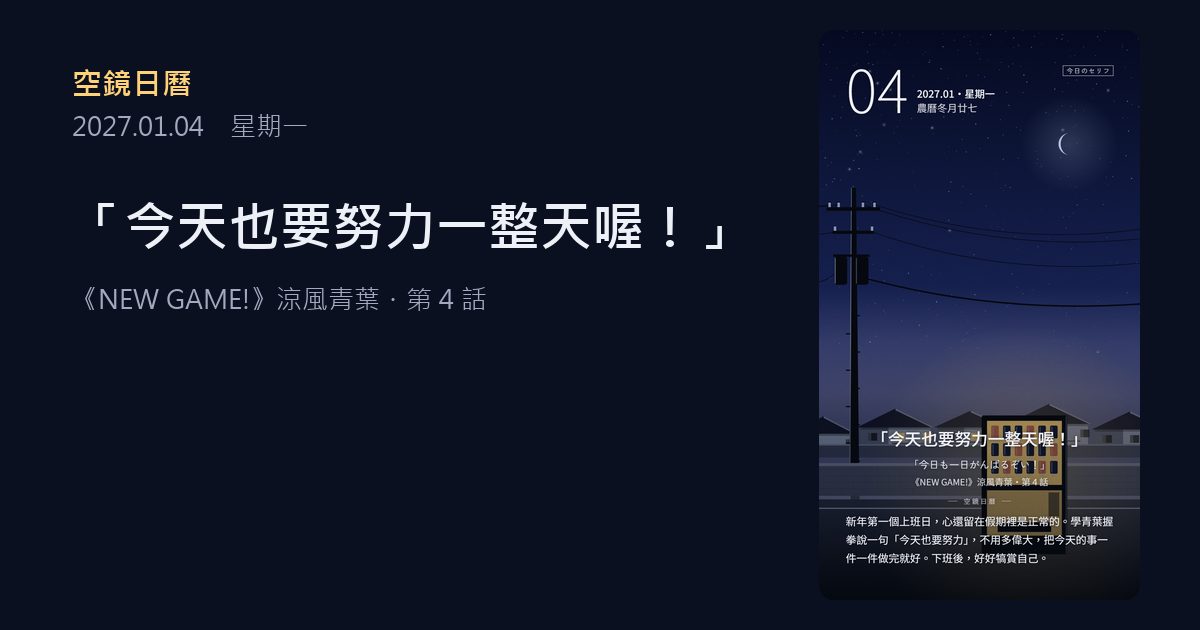 空鏡日曆
2027.01.04 星期一
「今天也要努力一整天喔！」
《NEW GAME!》涼風青葉・第 4 話
今日のセリフ
04
2027.01・星期一
農曆冬月廿七
「今天也要努力一整天喔！」
「今日も一日がんばるぞい！」
《NEW GAME!》涼風青葉・第 4 話
空鏡日曆
新年第一個上班日，心還留在假期裡是正常的。學青葉握
拳說一句「今天也要努力」，不用多偉大，把今天的事一
件一件做完就好。下班後，好好犒賞自己。